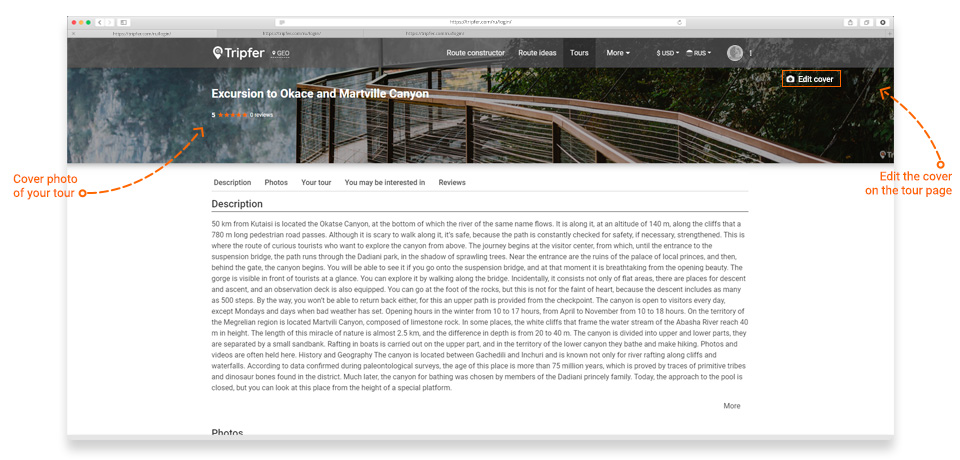 https://tripfer.com/ru/login/
https://tripfer.com/ru/login/ https://tripfer.com/ru/login/ https://tripfer.com/ru/login/
Tripfer GEO Route constructor Route ideas Tours More $ USD RUS
Edit cover
Excursion to Okace and Martville Canyon
5 0 reviews
Cover photo
of your tour
Edit the cover
on the tour page
Description Photos Your tour You may be interested in Reviews
Description
50 km from Kutaisi is located the Okatse Canyon, at the bottom of which the river of the same name flows. It is along it, at an altitude of 140 m, along the cliffs that a
780 m long pedestrian road passes. Although it is scary to walk along it, it's safe, because the path is constantly checked for safety, if necessary, strengthened. This is
where the route of curious tourists who want to explore the canyon from above. The journey begins at the visitor center, from which, until the entrance to the
suspension bridge, the path runs through the Dadiani park, in the shadow of sprawling trees. Near the entrance are the ruins of the palace of local princes, and then,
behind the gate, the canyon begins. You will be able to see it if you go onto the suspension bridge, and at that moment it is breathtaking from the opening beauty. The
gorge is visible in front of tourists at a glance. You can explore it by walking along the bridge. Incidentally, it consists not only of flat areas, there are places for descent
and ascent, and an observation deck is also equipped. You can go at the foot of the rocks, but this is not for the faint of heart, because the descent includes as many
as 500 steps. By the way, you won't be able to return back either, for this an upper path is provided from the checkpoint. The canyon is open to visitors every day,
except Mondays and days when bad weather has set. Opening hours in the winter from 10 to 17 hours, from April to November from 10 to 18 hours. On the territory of
the Megrelian region is located Martvili Canyon, composed of limestone rock. In some places, the white cliffs that frame the water stream of the Abasha River reach 40
m in height. The length of this miracle of nature is almost 2.5 km, and the difference in depth is from 20 to 40 m. The canyon is divided into upper and lower parts, they
are separated by a small sandbank. Rafting in boats is carried out on the upper part, and in the territory of the lower canyon they bathe and make hiking. Photos and
videos are often held here. History and Geography The canyon is located between Gachedili and Inchuri and is known not only for river rafting along cliffs and
waterfalls. According to data confirmed during paleontological surveys, the age of this place is more than 75 million years, which is proved by traces of primitive tribes
and dinosaur bones found in the district. Much later, the canyon for bathing was chosen by members of the Dadiani princely family. Today, the approach to the pool is
closed, but you can look at this place from the height of a special platform.
More
Photos